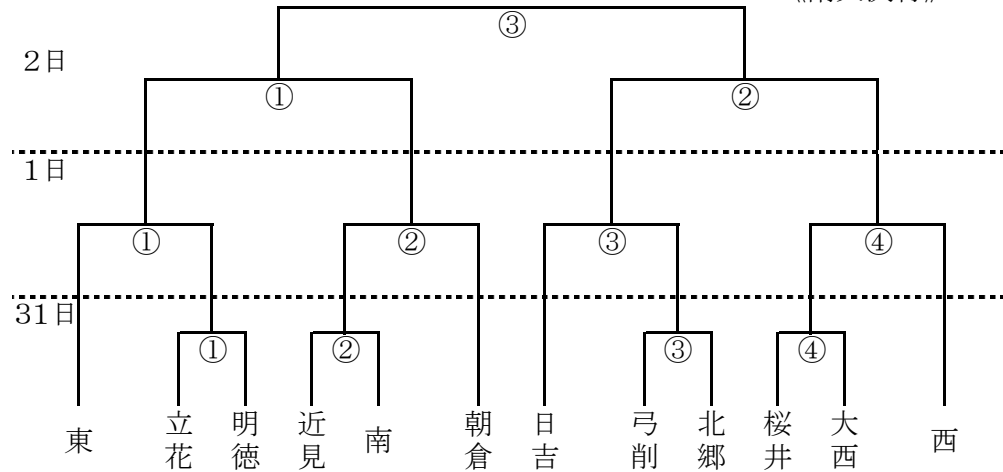 ③
2日
①
②
1日
①
②
③
④
31日
①
②
③
④
東
立花
明徳
近見
南
朝倉
日吉
弓削
北郷
桜井
大西
西